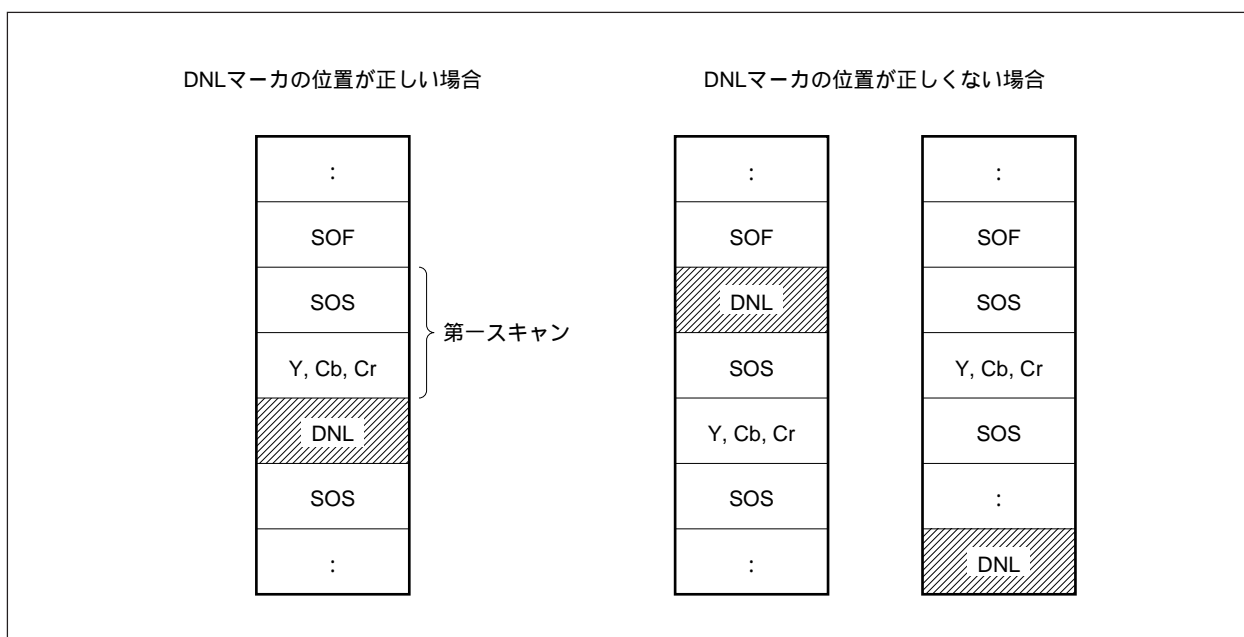 DNLマーカの位置が正しい場合
:
SOF
SOS
Y, Cb, Cr
DNL
SOS
:
第一スキャン
DNLマーカの位置が正しくない場合
:
SOF
DNL
SOS
Y, Cb, Cr
SOS
:
:
SOF
SOS
Y, Cb, Cr
SOS
:
DNL